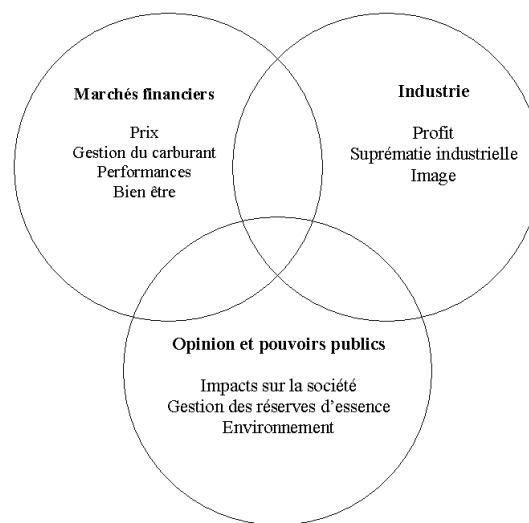 Marchés financiers
Prix
Gestion du carburant
Performances
Bien être
Industrie
Profit
Suprématie industrielle
Image
Opinion et pouvoirs publics
Impacts sur la société
Gestion des réserves d'essence
Environnement